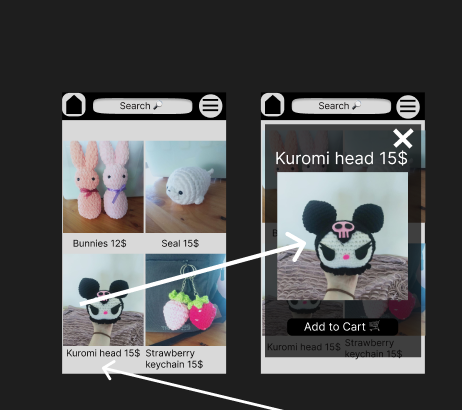 Search 🔎
Bunnies 12$
Seal 15$
Kuromi head 15$
Strawberry
keychain 15$
Search 🔎
Kuromi head 15$
B
Add to Cart 🛒
Kuromi head 15$
Strawberry
keychain 15$